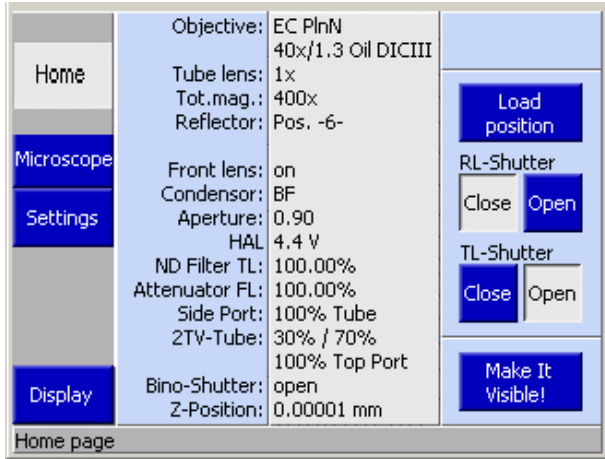 Home
Microscope
Settings
Display
Objective: EC PlnN
40x/1.3 Oil DICIII
Tube lens: 1x
Tot.mag.: 400x
Reflector: Pos. -6-
Front lens: on
Condensor: BF
Aperture: 0.90
HAL 4.4 V
ND Filter TL: 100.00%
Attenuator FL: 100.00%
Side Port: 100% Tube
2TV-Tube: 30% / 70%
100% Top Port
Bino-Shutter: open
Z-Position: 0.00001 mm
Load
position
RL-Shutter
Close Open
TL-Shutter
Close Open
Make It
Visible!
Home page